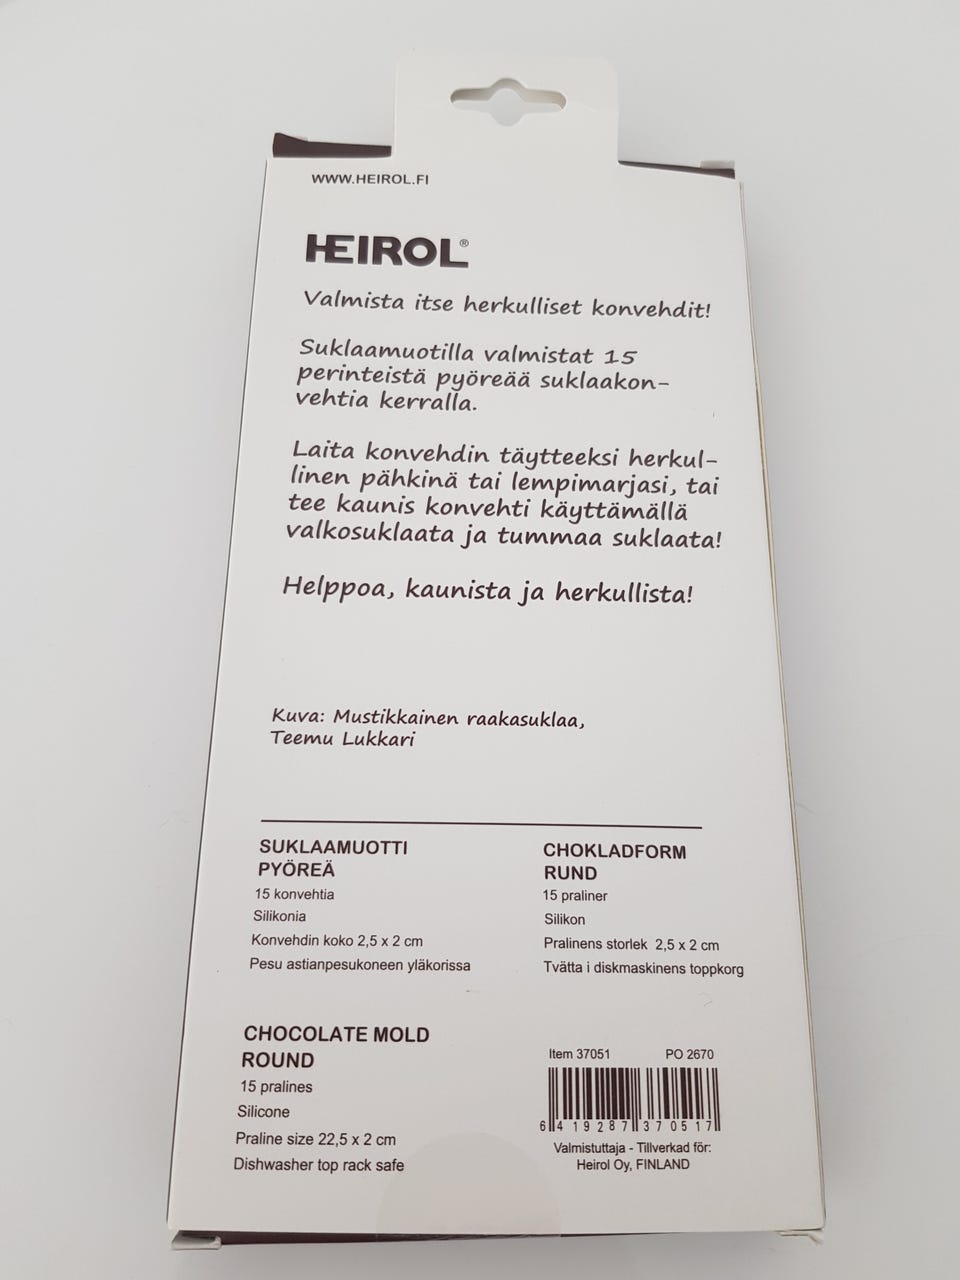 WWW.HEIROL.FI
HEIROL®
Valmista itse herkulliset konvehdit!
Suklaamuotilla valmistat 15
perinteistä pyöreää suklaakon-
vehtia kerralla.
Laita konvehdin täytteeksi herkul-
linen pähkinä tai lempimarjasi, tai
tee kaunis konvehti käyttämällä
valkosuklaata ja tummaa suklaata!
Helppoa, kaunista ja herkullista!
Kuva: Mustikkainen raakasuklaa,
Teemu Lukkari
SUKLAAMUOTTI
PYÖREÄ
15 konvehtia
Silikonia
Konvehdin koko 2,5 x 2 cm
Pesu astianpesukoneen yläkorissa
CHOKLADFORM
RUND
15 praliner
Silikon
Pralinens storlek 2,5 x 2 cm
Tvätta i diskmaskinens toppkorg
CHOCOLATE MOLD
ROUND
15 pralines
Silicone
Praline size 22,5 x 2 cm
Dishwasher top rack safe
Item 37051 PO 2670
6 419287 370517
Valmistuttaja - Tillverkad för:
Heirol Oy, FINLAND